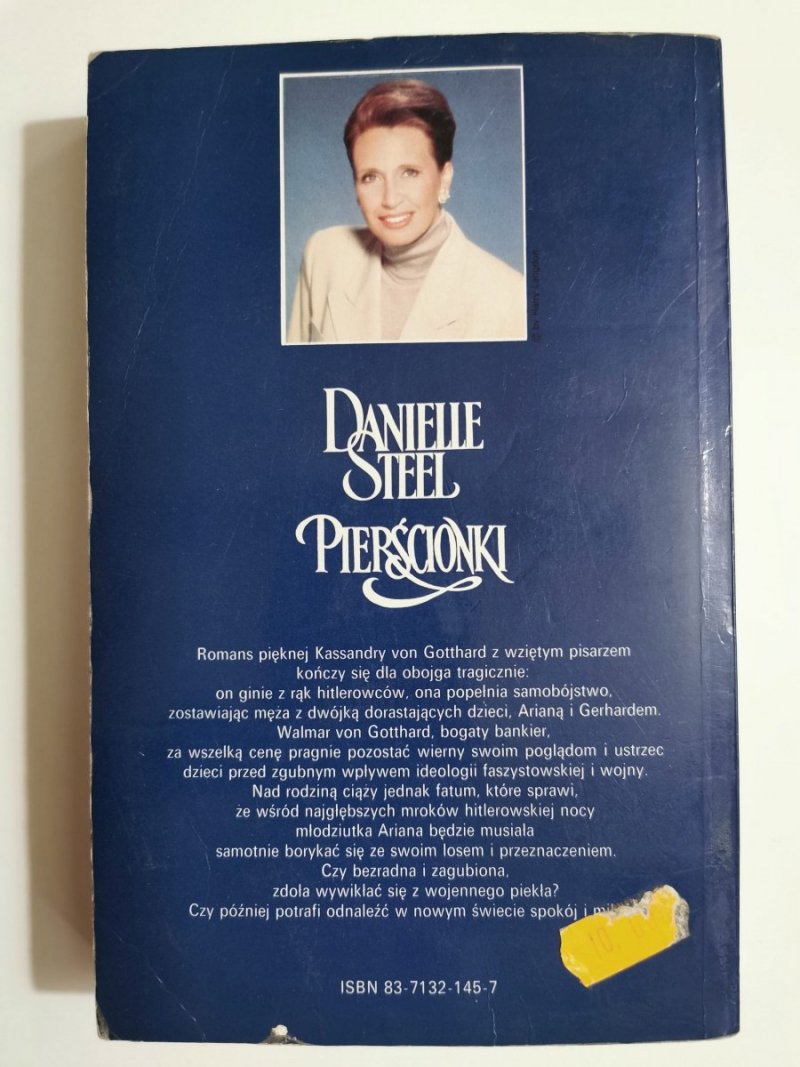 DANIELLE
STEEL
PIERŚCIONKI
Romans pięknej Kassandry von Gotthard z wziętym pisarzem
kończy się dla obojga tragicznie:
on ginie z rąk hitlerowców, ona popełnia samobójstwo,
zostawiając męża z dwójką dorastających dzieci, Arianą i Gerhardem.
Walmar von Gotthard, bogaty bankier,
za wszelką cenę pragnie pozostać wierny swoim poglądom i ustrzec
dzieci przed zgubnym wpływem ideologii faszystowskiej i wojny.
Nad rodziną ciąży jednak fatum, które sprawi,
że wśród najgłębszych mroków hitlerowskiej nocy
młodziutka Ariana będzie musiala
samotnie borykać się ze swoim losem i przeznaczeniem.
Czy bezradna i zagubiona,
zdoła wywikłać się z wojennego piekła?
Czy później potrafi odnaleźć w nowym świecie spokój i
10,
ISBN 83-7132-145-7